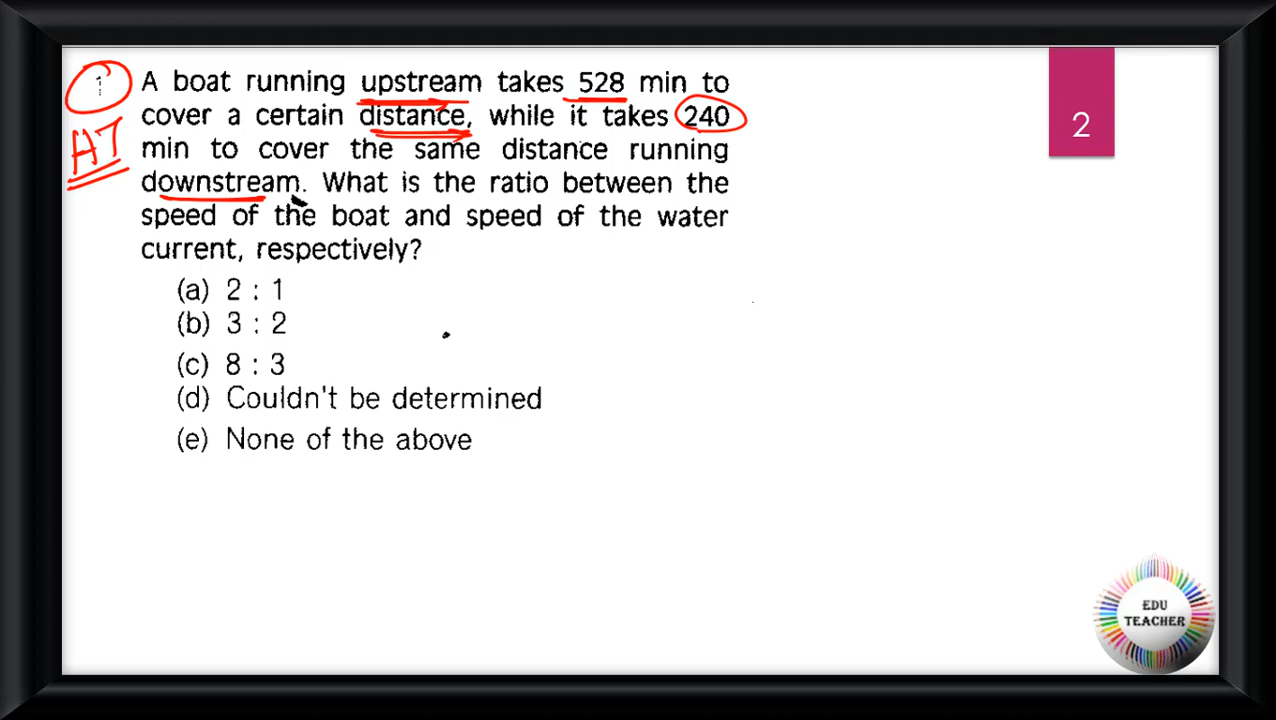 1
A boat running upstream takes 528 min to
cover a certain distance, while it takes 240
min to cover the same distance running
downstream. What is the ratio between the
speed of the boat and speed of the water
current, respectively?
(a) 2 : 1
(b) 3 : 2
(c) 8 : 3
(d) Couldn't be determined
(e) None of the above
2
EDU
TEACHER